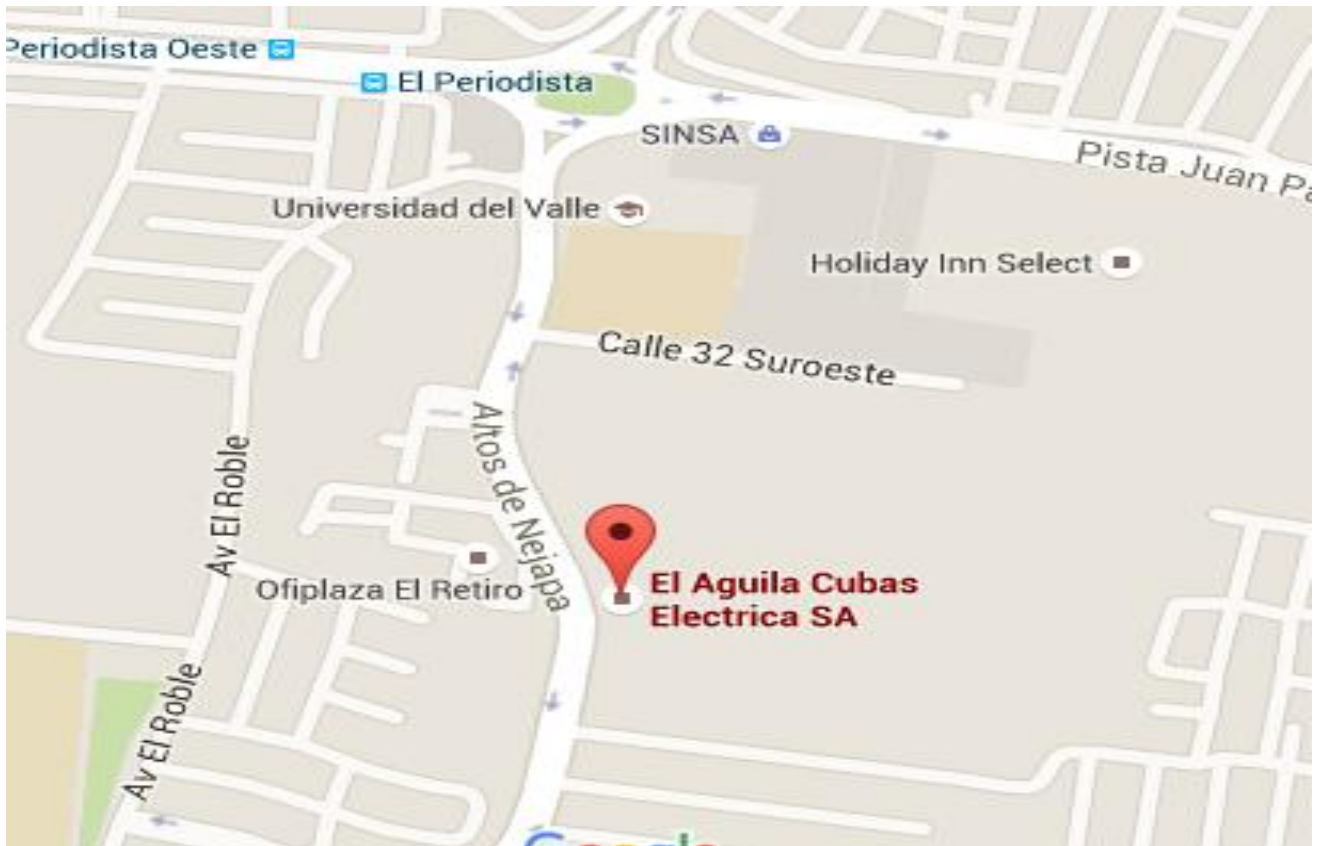 Periodista Oeste
El Periodista
SINSA
Pista Juan Pa
Universidad del Valle
Holiday Inn Select
Calle 32 Suroeste
Altos de Nejapa
Av El Roble
Ofiplaza El Retiro
El Aguila Cubas
Electrica SA
Av El Roble
Google